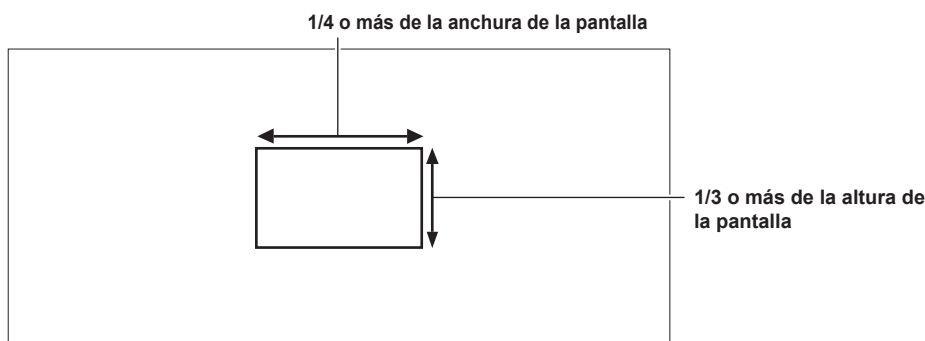 1/4 o más de la anchura de la pantalla
1/3 o más de la altura de
la pantalla